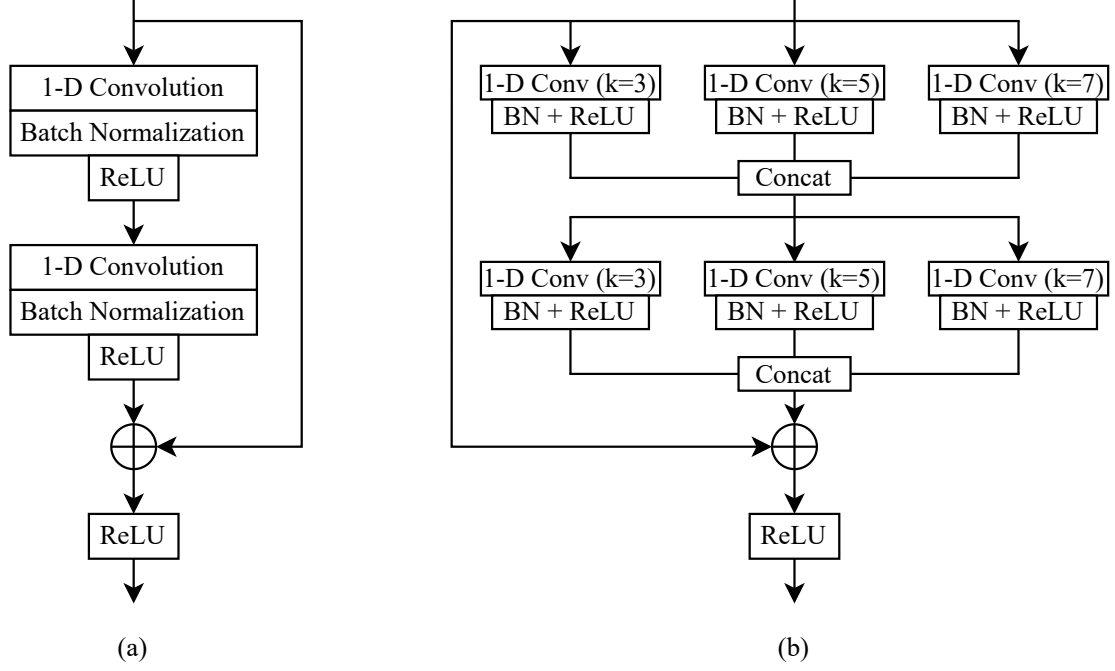 1-D Convolution
Batch Normalization
ReLU
1-D Convolution
Batch Normalization
ReLU
ReLU
(a)
1-D Conv (k=3)
BN + ReLU
1-D Conv (k=5)
BN + ReLU
1-D Conv (k=7)
BN + ReLU
Concat
1-D Conv (k=3)
BN + ReLU
1-D Conv (k=5)
BN + ReLU
1-D Conv (k=7)
BN + ReLU
Concat
ReLU
(b)